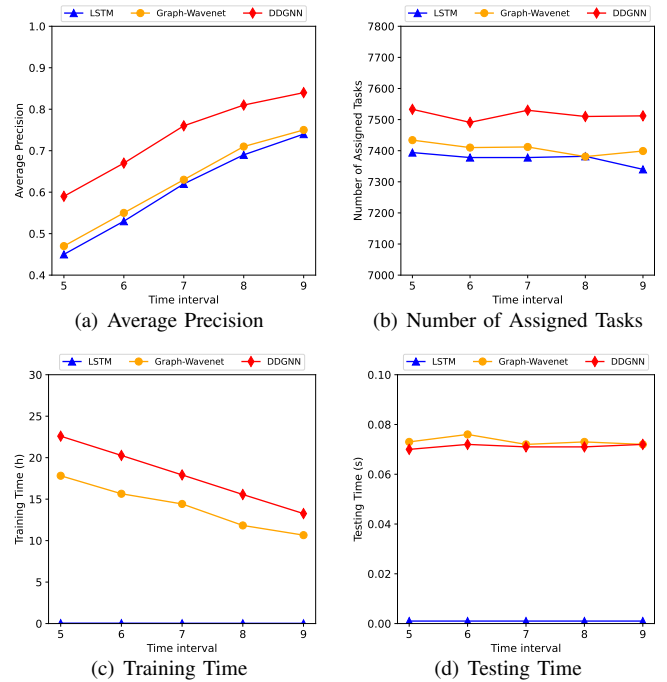 LSTM Graph-Wavenet DDGNN
1.0
0.9
0.8
0.7
0.6
0.5
0.4
Average Precision
5 6 7 8 9
Time interval
(a) Average Precision
LSTM Graph-Wavenet DDGNN
7800
7700
7600
7500
7400
7300
7200
7100
7000
Number of Assigned Tasks
5 6 7 8 9
Time interval
(b) Number of Assigned Tasks
LSTM Graph-Wavenet DDGNN
30
25
20
15
10
5
0
Training Time (h)
5 6 7 8 9
Time interval
(c) Training Time
LSTM Graph-Wavenet DDGNN
0.10
0.08
0.06
0.04
0.02
0.00
Testing Time (s)
5 6 7 8 9
Time interval
(d) Testing Time